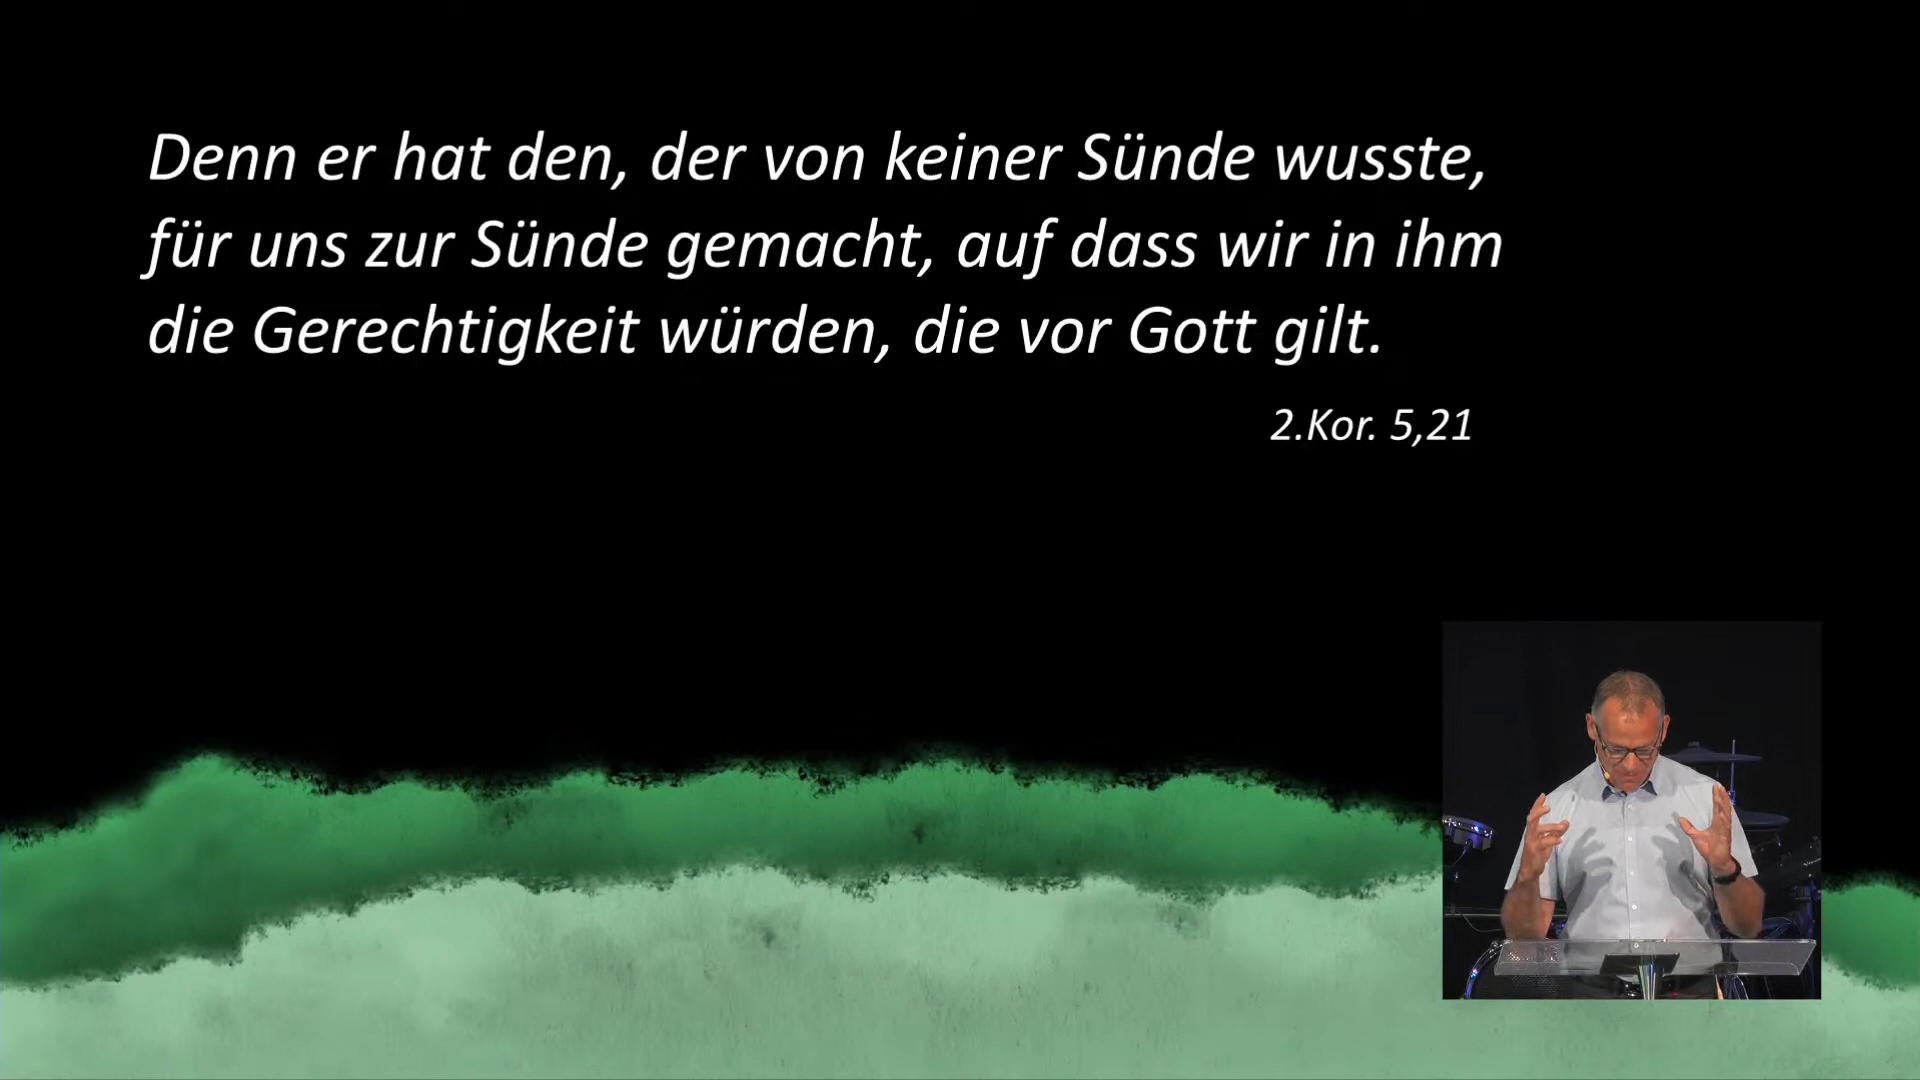 Denn er hat den, der von keiner Sünde wusste,
für uns zur Sünde gemacht, auf dass wir in ihm
die Gerechtigkeit würden, die vor Gott gilt.
2.Kor. 5,21